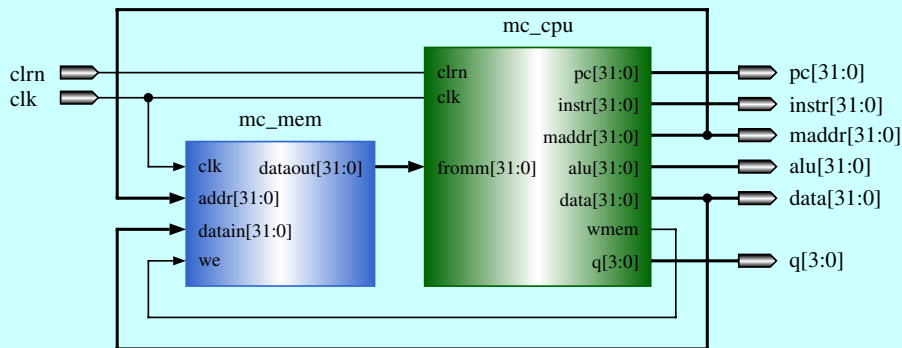 mc_cpu
clrn
clk
clrn
clk
fromm[31:0]
pc[31:0]
instr[31:0]
maddr[31:0]
alu[31:0]
data[31:0]
wmem
q[3:0]
pc[31:0]
instr[31:0]
maddr[31:0]
alu[31:0]
data[31:0]
q[3:0]
mc_mem
clk
addr[31:0]
datain[31:0]
we
dataout[31:0]